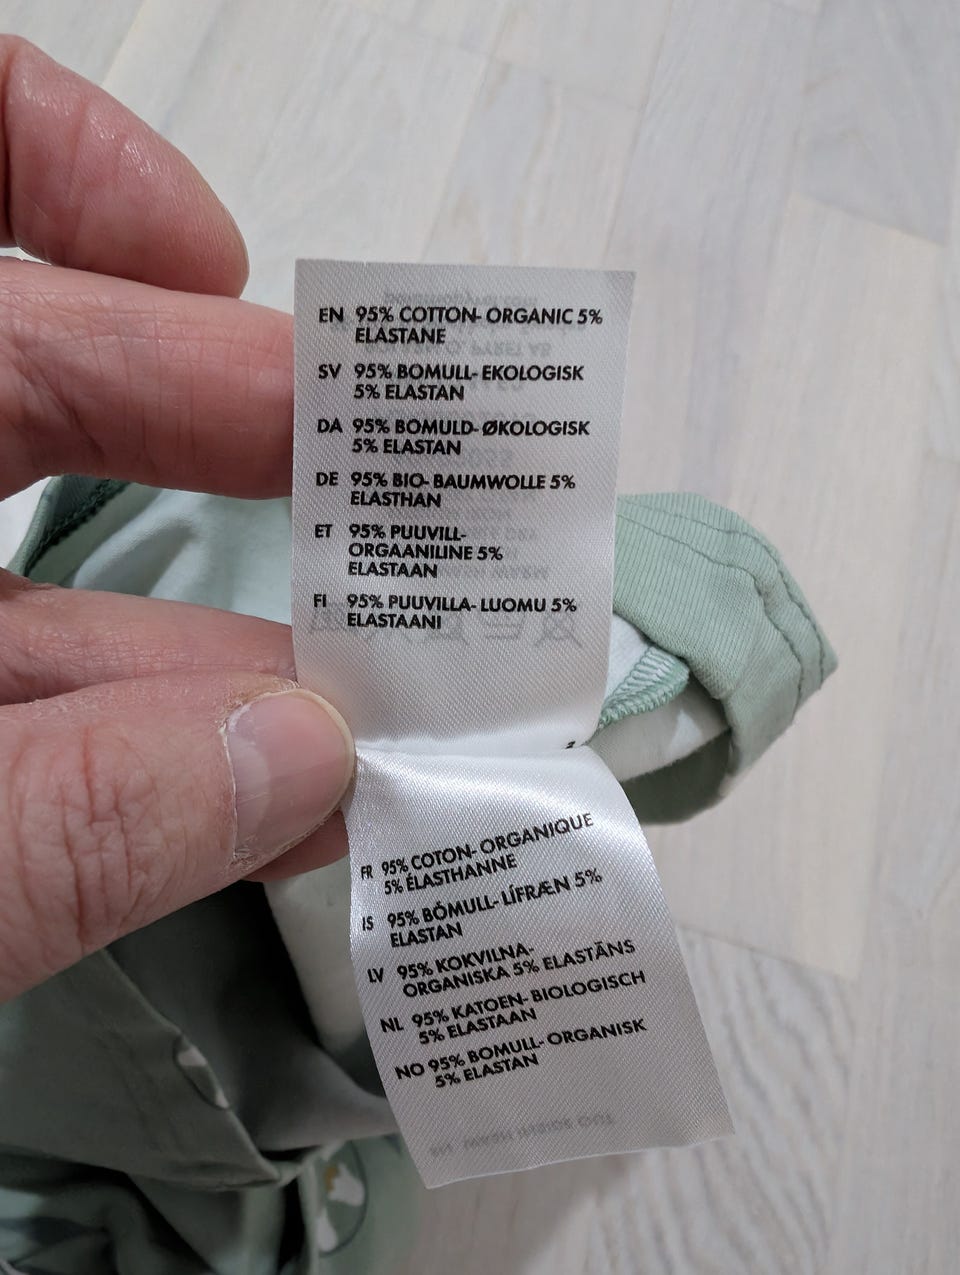 EN 95% COTTON- ORGANIC 5%
ELASTANE
SV 95% BOMULL- EKOLOGISK
5% ELASTAN
DA 95% BOMULD- ØKOLOGISK
5% ELASTAN
DE 95% BIO- BAUMWOLLE 5%
ELASTHAN
ET 95% PUUVILL-
ORGAANILINE 5%
ELASTAAN
FI 95% PUUVILLA- LUOMU 5%
ELASTAANI
FR 95% COTON- ORGANIQUE
5% ÉLASTHANNE
IS 95% BÓMULL- LÍFRÆN 5%
ELASTAN
LV 95% KOKVILNA-
ORGANISKA 5% ELASTĀNS
NL 95% KATOEN- BIOLOGISCH
5% ELASTAAN
NO 95% BOMULL- ORGANISK
5% ELASTAN